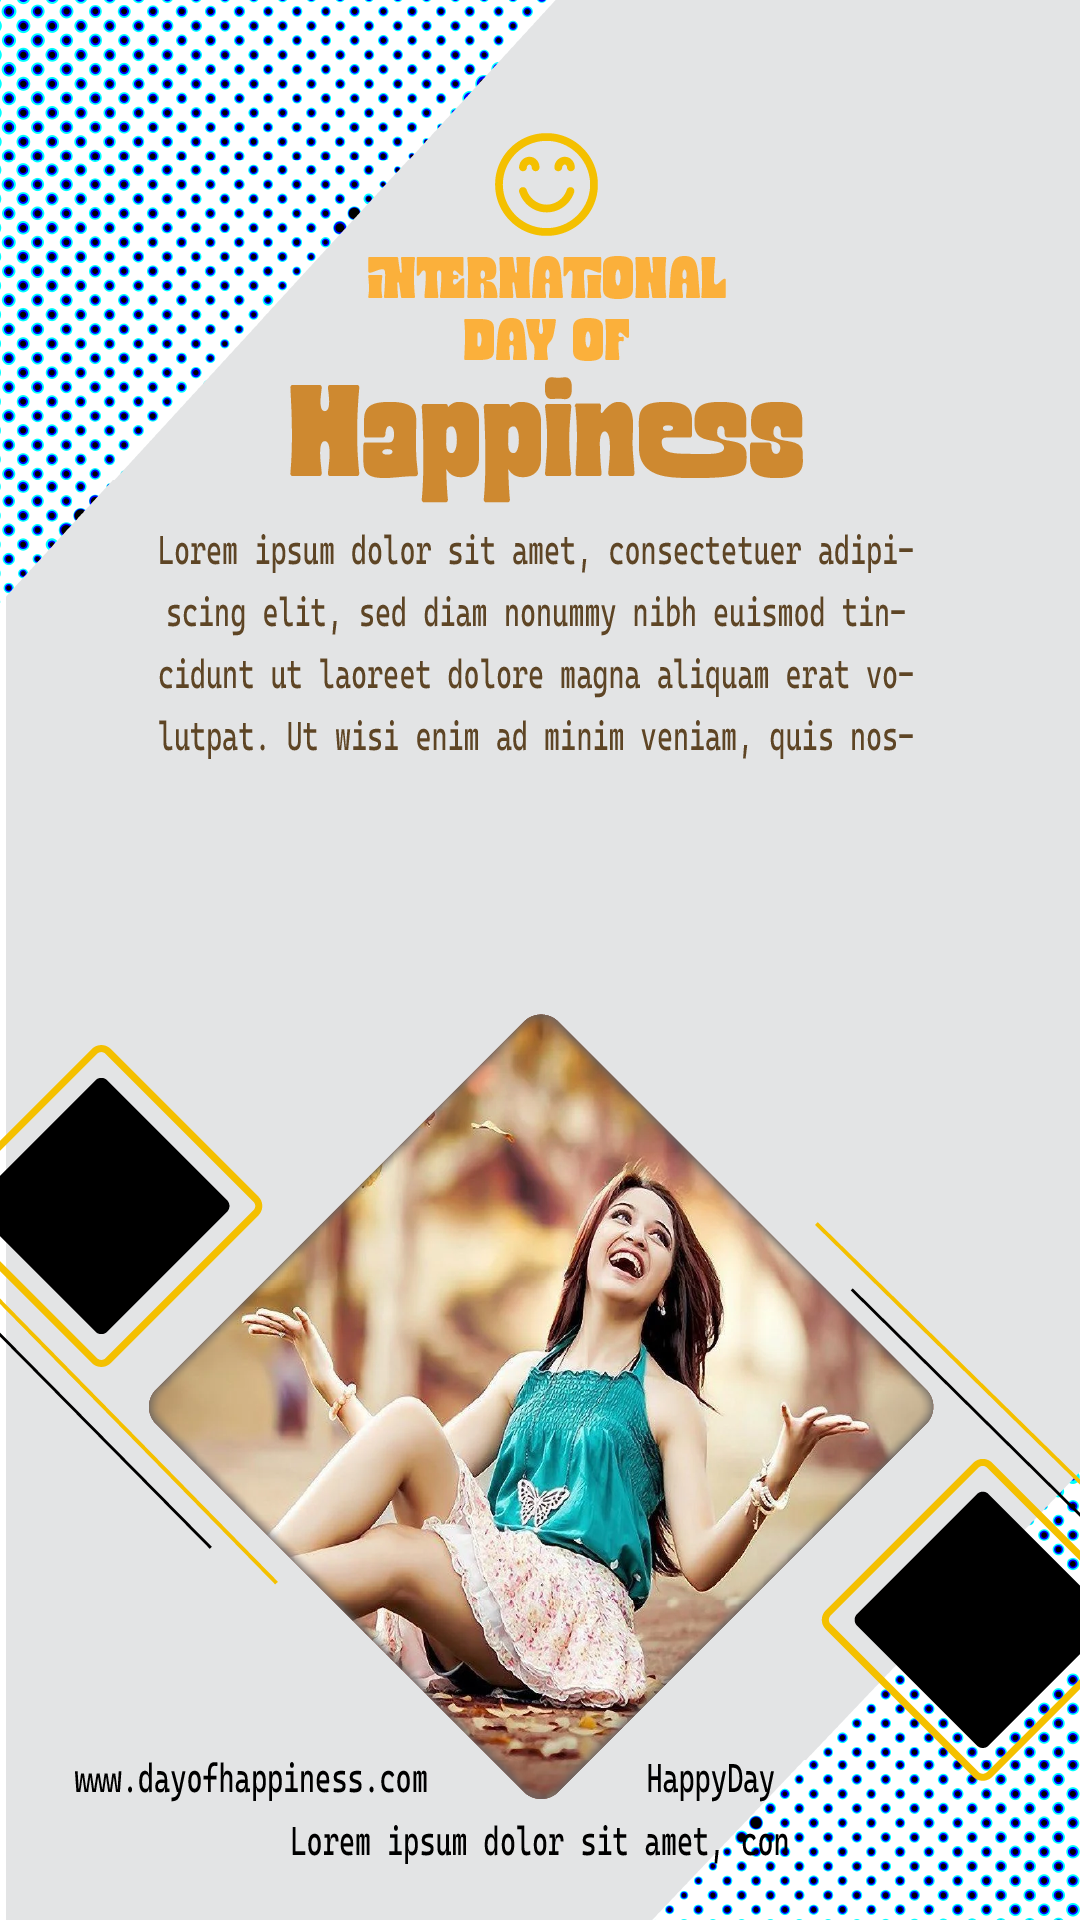 INTERNATIONAL
DAY OF
Happiness
Lorem ipsum dolor sit amet, consectetuer adipi-
scing elit, sed diam nonummy nibh euismod tin-
cidunt ut laoreet dolore magna aliquam erat vo-
lutpat. Ut wisi enim ad minim veniam, quis nos-
www.dayofhappiness.com HappyDay
Lorem ipsum dolor sit amet, con